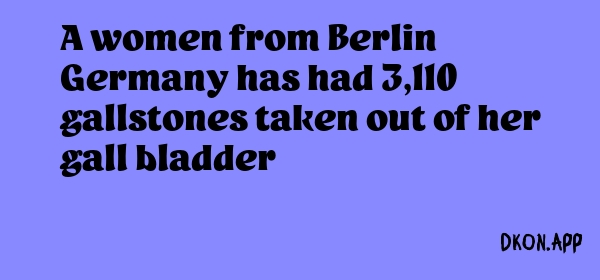 A women from Berlin
Germany has had 3,110
gallstones taken out of her
gall bladder
DKON.APP